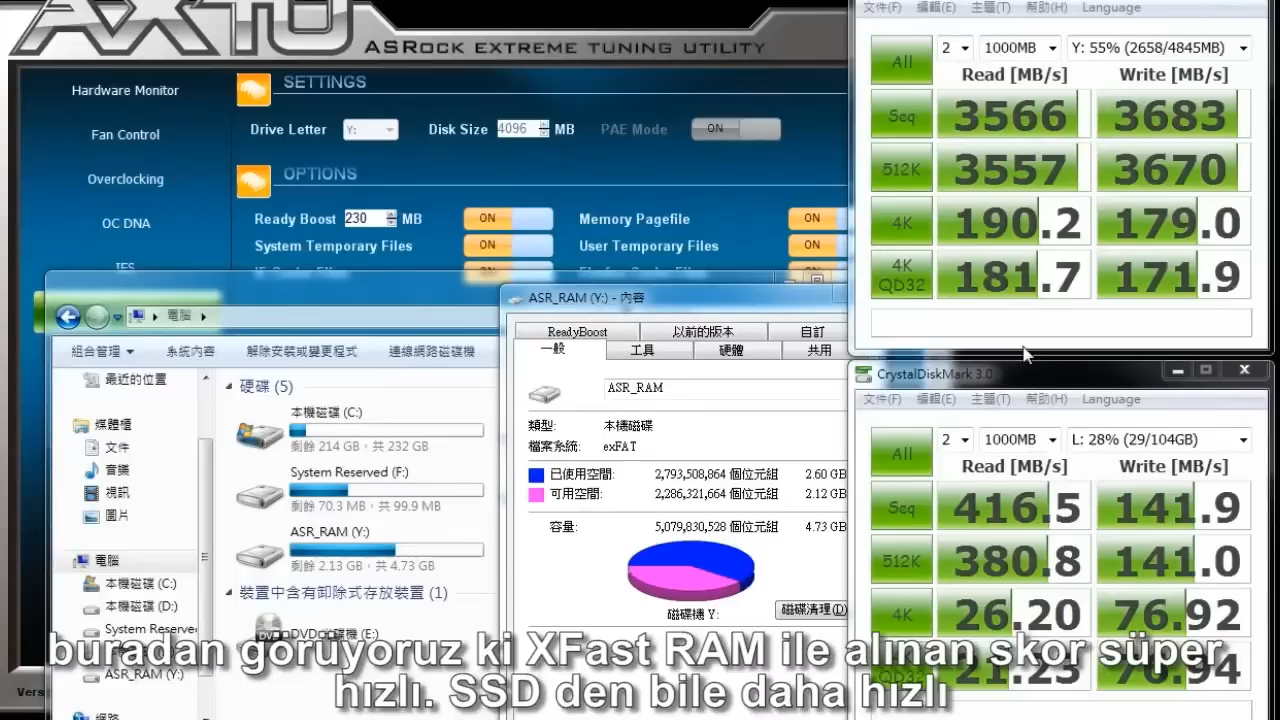 AXTU
ASROCK EXTREME TUNING UTILITY
Hardware Monitor
Fan Control
Overclocking
OC DNA
IES
SETTINGS
Drive Letter Y: Disk Size 4096 MB PAE Mode ON
OPTIONS
Ready Boost 230 MB ON Memory Pagefile ON
System Temporary Files ON User Temporary Files ON
文件(F) 編輯(E) 主題(T) 幫助(H) Language
All 2 1000MB Y: 55% (2658/4845MB)
Read [MB/s] Write [MB/s]
Seq 3566 3683
512K 3557 3670
4K 190.2 179.0
4K QD32 181.7 171.9
電腦
組合管理 系統內容 解除安裝或變更程式 連線網路磁碟機
最近的位置
媒體櫃
文件
音樂
視訊
圖片
電腦
本機磁碟 (C:)
本機磁碟 (D:)
System Reserved
ASR_RAM (Y:)
網路
硬碟 (5)
本機磁碟 (C:)
剩餘 214 GB，共 232 GB
System Reserved (F:)
剩餘 70.3 MB，共 99.9 MB
ASR_RAM (Y:)
剩餘 2.13 GB，共 4.73 GB
裝置中含有卸除式存放裝置 (1)
DVD 磁碟機 (E:)
ASR_RAM (Y:) - 內容
ReadyBoost 以前的版本 自訂
一般 工具 硬體 共用
ASR_RAM
類型: 本機磁碟
檔案系統: exFAT
已使用空間: 2,793,508,864 個位元組 2.60 GB
可用空間: 2,286,321,664 個位元組 2.12 GB
容量: 5,079,830,528 個位元組 4.73 GB
磁碟機 Y: 磁碟清理(D)
CrystalDiskMark 3.0
文件(F) 編輯(E) 主題(T) 幫助(H) Language
All 2 1000MB L: 28% (29/104GB)
Read [MB/s] Write [MB/s]
Seq 416.5 141.9
512K 380.8 141.0
4K 26.20 76.92
QD32 21.23 70.94
buradan görüyoruz ki XFast RAM ile alınan skor süper
hızlı. SSD den bile daha hızlı
Vers